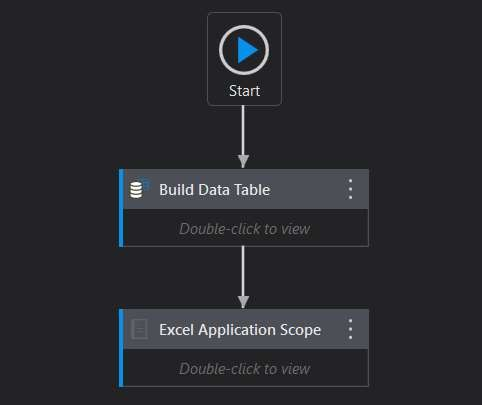 Start
Build Data Table
Double-click to view
Excel Application Scope
Double-click to view